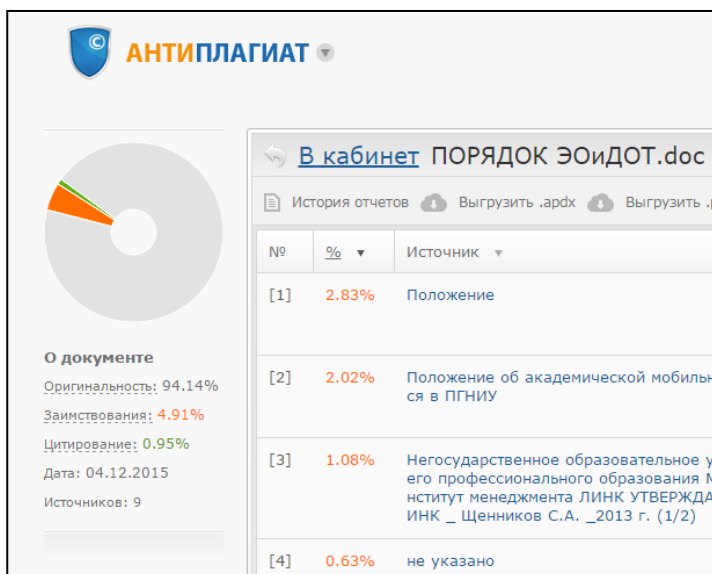 ©
АНТИПЛАГИАТ
В кабинет ПОРЯДОК ЭОиДОТ.doc
История отчетов Выгрузить .apdx Выгрузить
№ % Источник
[1] 2.83% Положение
[2] 2.02% Положение об академической
ся в ПГНИУ
[3] 1.08% Негосударственное образовательное
его профессионального образования
нститут менеджмента ЛИНК
ИНК _ Щенников С.А. _2013 г. (1/2)
[4] 0.63% не указано
О документе
Оригинальность: 94.14%
Заимствования: 4.91%
Цитирование: 0.95%
Дата: 04.12.2015
Источников: 9